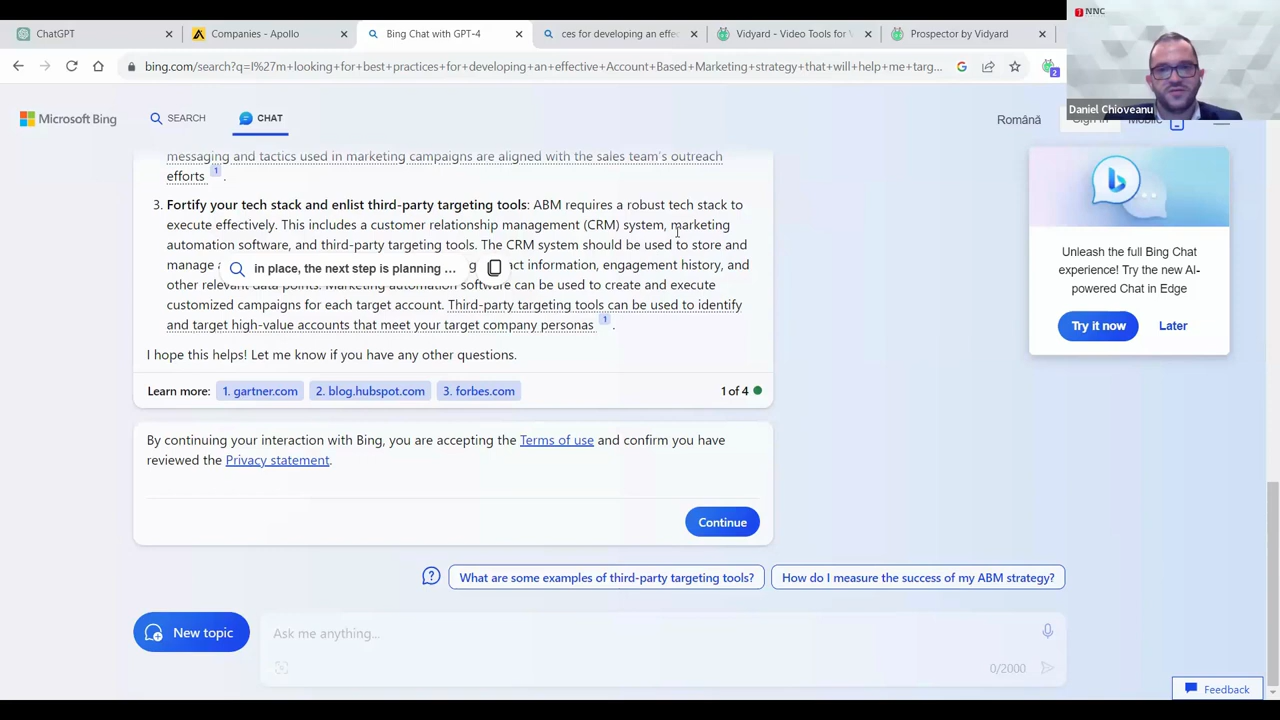 NNC
ChatGPT
Companies - Apollo
Bing Chat with GPT-4
ces for developing an effec
Vidyard - Video Tools for V
Prospector by Vidyard
bing.com/search?q=I%27m+looking+for+best+practices+for+developing+an+effective+Account+Based+Marketing+strategy+that+will+help+me+targ...
2
Daniel Chioveanu
Microsoft Bing
SEARCH
CHAT
Română
Sign in
Mobile
messaging and tactics used in marketing campaigns are aligned with the sales team's outreach
efforts 1 .
3. Fortify your tech stack and enlist third-party targeting tools: ABM requires a robust tech stack to
execute effectively. This includes a customer relationship management (CRM) system, marketing
automation software, and third-party targeting tools. The CRM system should be used to store and
manage
in place, the next step is planning ...
information, engagement history, and
other relevant data points. Marketing automation software can be used to create and execute
customized campaigns for each target account. Third-party targeting tools can be used to identify
and target high-value accounts that meet your target company personas 1 .
I hope this helps! Let me know if you have any other questions.
Learn more: 1. gartner.com 2. blog.hubspot.com 3. forbes.com 1 of 4
Unleash the full Bing Chat
experience! Try the new AI-
powered Chat in Edge
Try it now
Later
By continuing your interaction with Bing, you are accepting the Terms of use and confirm you have
reviewed the Privacy statement.
Continue
What are some examples of third-party targeting tools?
How do I measure the success of my ABM strategy?
New topic
Ask me anything...
0/2000
Feedback